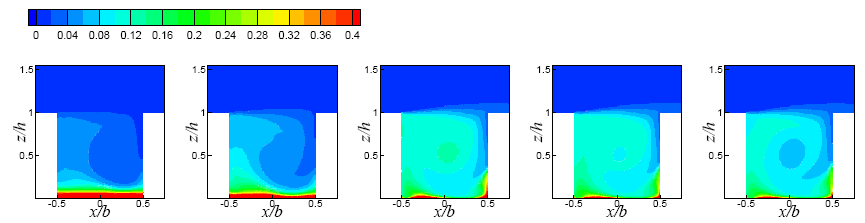 0 0.04 0.08 0.12 0.16 0.2 0.24 0.28 0.32 0.36 0.4
1.5 1.5 1.5 1.5 1.5
1 1 1 1 1
z/h z/h z/h z/h z/h
0.5 0.5 0.5 0.5 0.5
-0.5 0 0.5 -0.5 0 0.5 -0.5 0 0.5 -0.5 0 0.5 -0.5 0 0.5
x/b x/b x/b x/b x/b